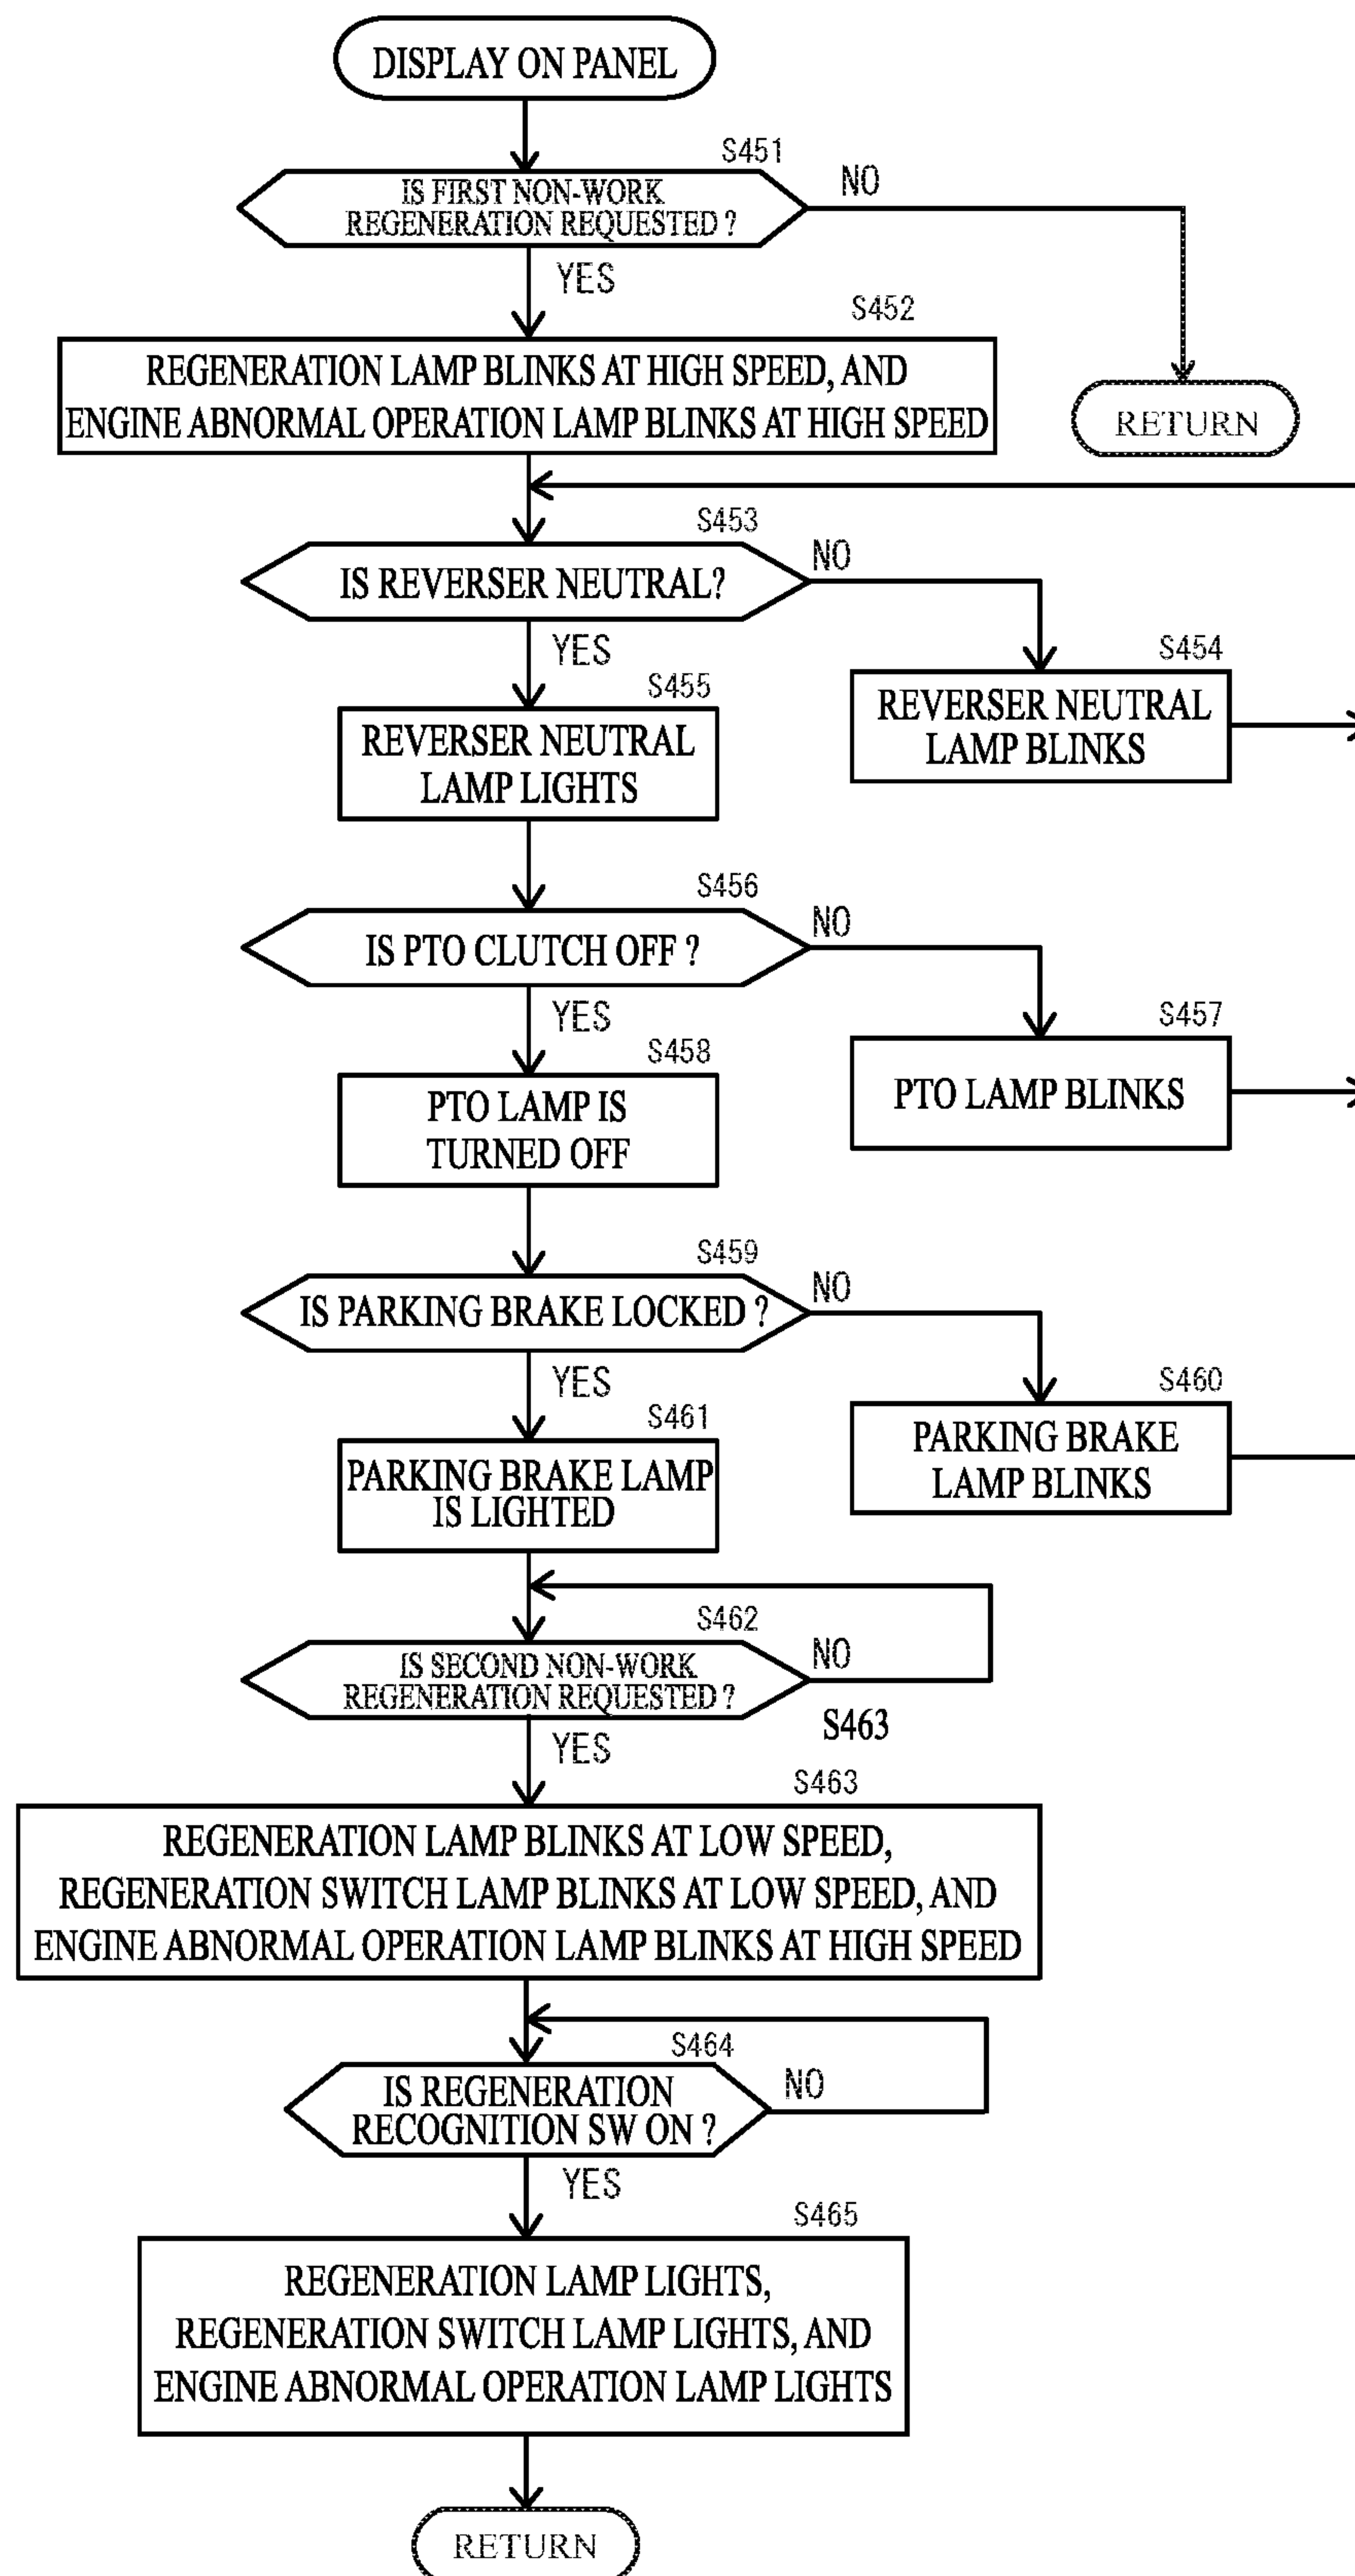 DISPLAY ON PANEL
S451
IS FIRST NON-WORK
REGENERATION REQUESTED ?
NO
YES
S452
REGENERATION LAMP BLINKS AT HIGH SPEED, AND
ENGINE ABNORMAL OPERATION LAMP BLINKS AT HIGH SPEED
RETURN
S453
IS REVERSER NEUTRAL?
NO
YES
S454
REVERSER NEUTRAL
LAMP BLINKS
S455
REVERSER NEUTRAL
LAMP LIGHTS
S456
IS PTO CLUTCH OFF ?
NO
YES
S457
PTO LAMP BLINKS
S458
PTO LAMP IS
TURNED OFF
S459
IS PARKING BRAKE LOCKED ?
NO
YES
S460
PARKING BRAKE
LAMP BLINKS
S461
PARKING BRAKE LAMP
IS LIGHTED
S462
IS SECOND NON-WORK
REGENERATION REQUESTED ?
NO
S463
YES
S463
REGENERATION LAMP BLINKS AT LOW SPEED,
REGENERATION SWITCH LAMP BLINKS AT LOW SPEED, AND
ENGINE ABNORMAL OPERATION LAMP BLINKS AT HIGH SPEED
S464
IS REGENERATION
RECOGNITION SW ON ?
NO
YES
S465
REGENERATION LAMP LIGHTS,
REGENERATION SWITCH LAMP LIGHTS, AND
ENGINE ABNORMAL OPERATION LAMP LIGHTS
RETURN